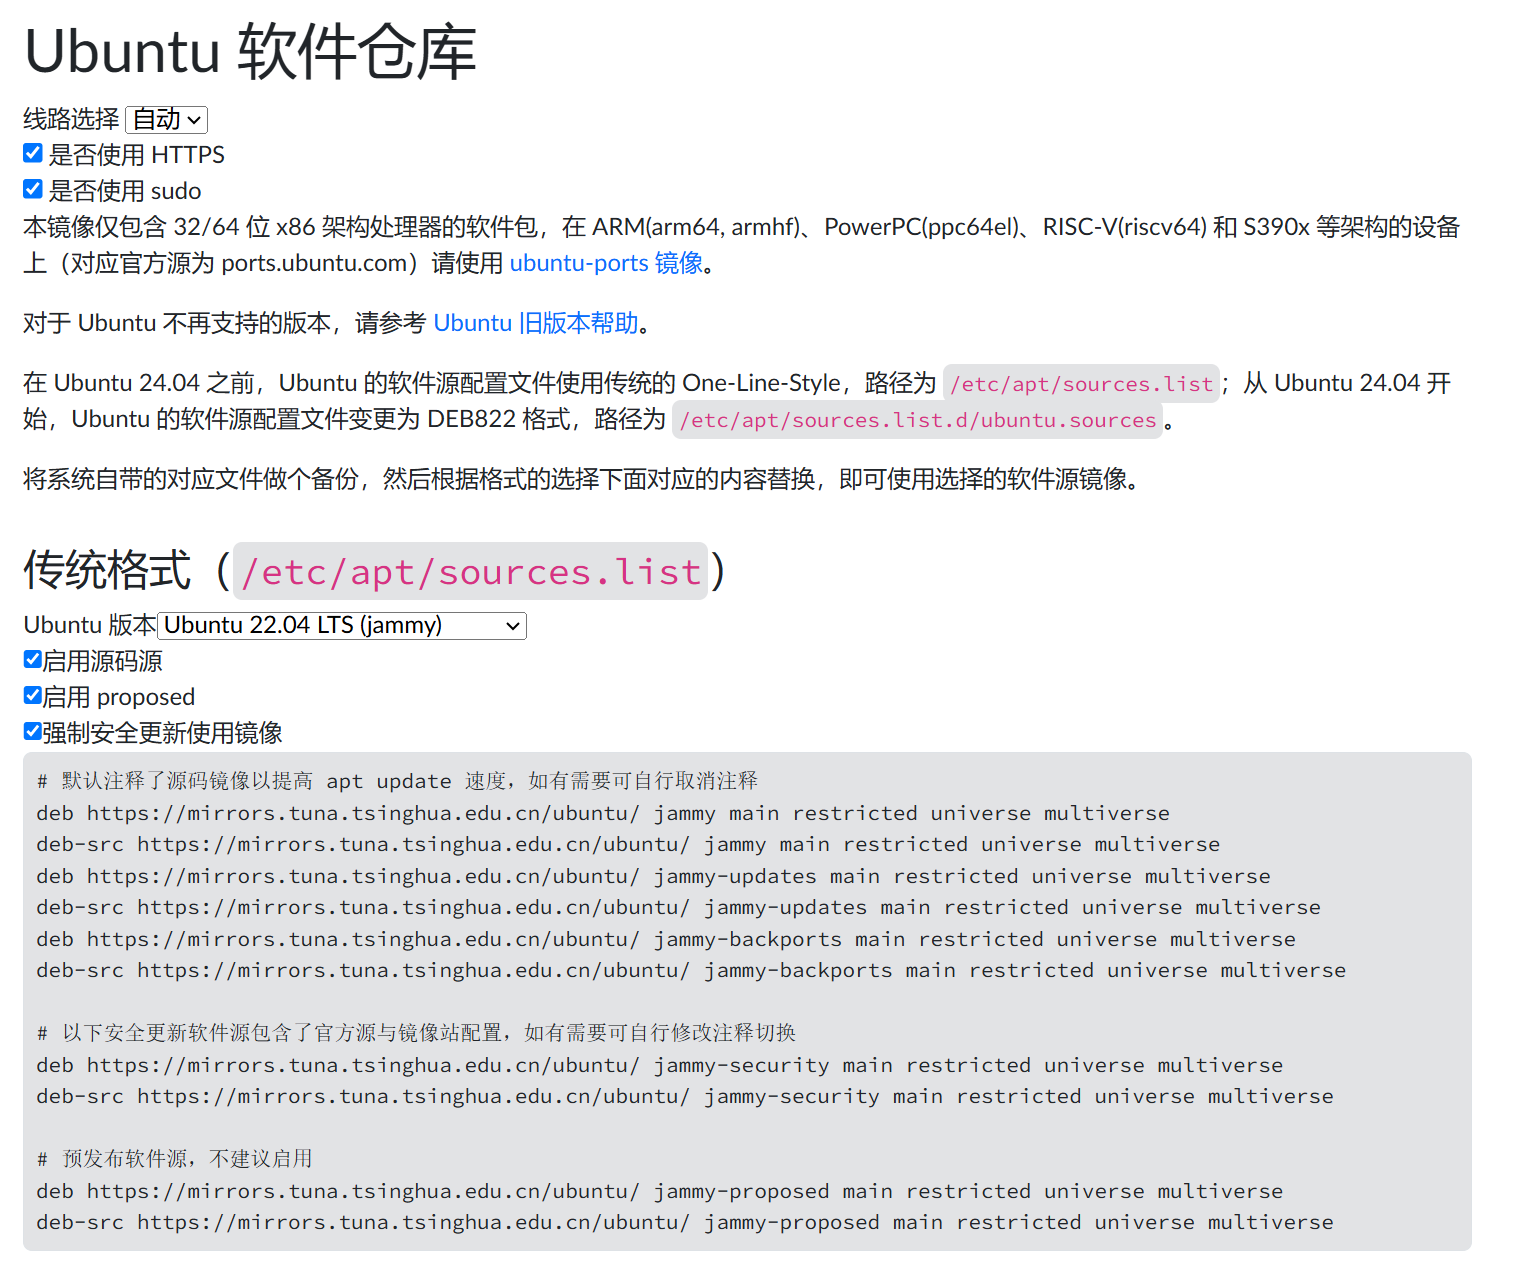 Ubuntu 软件仓库
线路选择 自动
是否使用 HTTPS
是否使用 sudo
本镜像仅包含 32/64 位 x86 架构处理器的软件包，在 ARM(arm64, armhf)、PowerPC(ppc64el)、RISC-V(riscv64) 和 S390x 等架构的设备
上（对应官方源为 ports.ubuntu.com）请使用 ubuntu-ports 镜像。
对于 Ubuntu 不再支持的版本，请参考 Ubuntu 旧版本帮助。
在 Ubuntu 24.04 之前，Ubuntu 的软件源配置文件使用传统的 One-Line-Style，路径为 /etc/apt/sources.list；从 Ubuntu 24.04 开
始，Ubuntu 的软件源配置文件变更为 DEB822 格式，路径为 /etc/apt/sources.list.d/ubuntu.sources。
将系统自带的对应文件做个备份，然后根据格式的选择下面对应的内容替换，即可使用选择的软件源镜像。
传统格式（/etc/apt/sources.list）
Ubuntu 版本 Ubuntu 22.04 LTS (jammy)
启用源码源
启用 proposed
强制安全更新使用镜像
# 默认注释了源码镜像以提高 apt update 速度，如有需要可自行取消注释
deb https://mirrors.tuna.tsinghua.edu.cn/ubuntu/ jammy main restricted universe multiverse
deb-src https://mirrors.tuna.tsinghua.edu.cn/ubuntu/ jammy main restricted universe multiverse
deb https://mirrors.tuna.tsinghua.edu.cn/ubuntu/ jammy-updates main restricted universe multiverse
deb-src https://mirrors.tuna.tsinghua.edu.cn/ubuntu/ jammy-updates main restricted universe multiverse
deb https://mirrors.tuna.tsinghua.edu.cn/ubuntu/ jammy-backports main restricted universe multiverse
deb-src https://mirrors.tuna.tsinghua.edu.cn/ubuntu/ jammy-backports main restricted universe multiverse
# 以下安全更新软件源包含了官方源与镜像站配置，如有需要可自行修改注释切换
deb https://mirrors.tuna.tsinghua.edu.cn/ubuntu/ jammy-security main restricted universe multiverse
deb-src https://mirrors.tuna.tsinghua.edu.cn/ubuntu/ jammy-security main restricted universe multiverse
# 预发布软件源，不建议启用
deb https://mirrors.tuna.tsinghua.edu.cn/ubuntu/ jammy-proposed main restricted universe multiverse
deb-src https://mirrors.tuna.tsinghua.edu.cn/ubuntu/ jammy-proposed main restricted universe multiverse